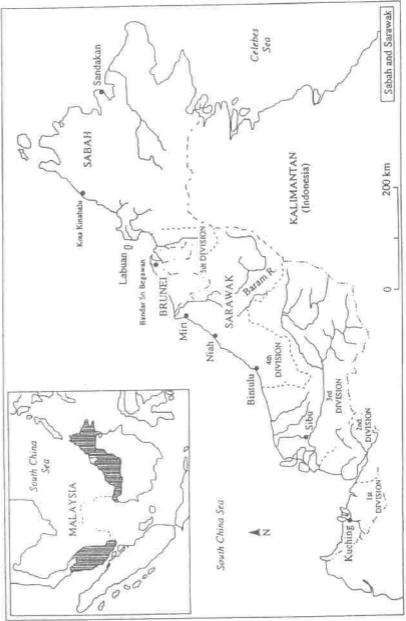 South China
Sea
MALAYSIA
Sandakan
SABAH
Kota Kinabalu
Labuan
Bandar Sri Begawan
BRUNEI
5th DIVISION
Miri
SARAWAK
Baram R.
Niah
4th
DIVISION
Bintulu
Sibu
3rd
DIVISION
2nd
DIVISION
1st
DIVISION
Kuching
South China Sea
N
Celebes
Sea
KALIMANTAN
(Indonesia)
0
200 km
Sabah and Sarawak